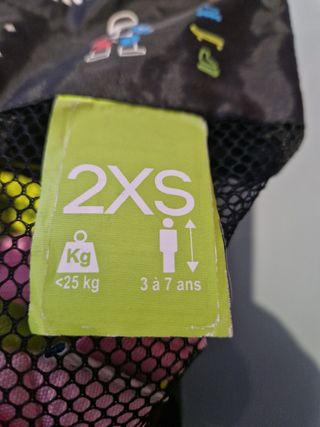 2XS
Kg
<25 kg
3 à 7 ans